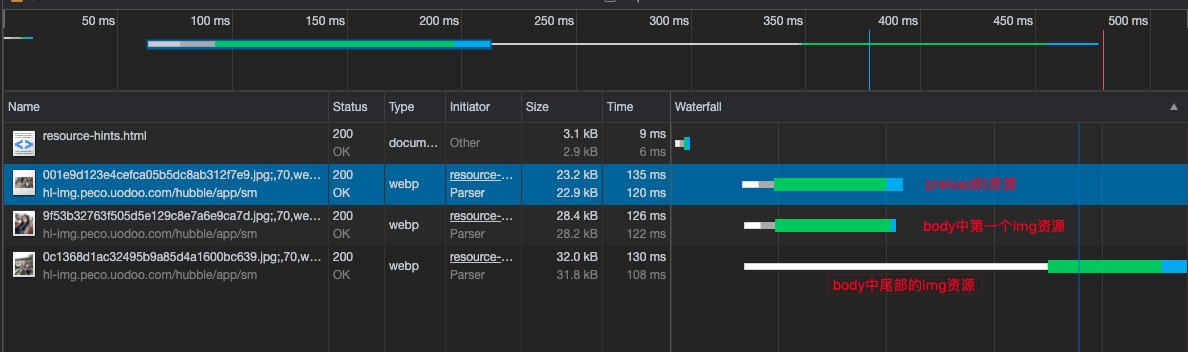 50 ms 100 ms 150 ms 200 ms 250 ms 300 ms 350 ms 400 ms 450 ms 500 ms
Name Status Type Initiator Size Time Waterfall
resource-hints.html 200 docum... Other 3.1 kB 9 ms
OK 2.9 kB 6 ms
001e9d123e4cefca05b5dc8ab312f7e9.jpg;,70,we... 200 webp resource-... 23.2 kB 135 ms
hl-img.peco.uodoo.com/hubble/app/sm OK Parser 22.9 kB 120 ms
preload的资源
9f53b32763f505d5e129c8e7a6e9ca7d.jpg;,70,we... 200 webp resource-... 28.4 kB 126 ms
hl-img.peco.uodoo.com/hubble/app/sm OK Parser 28.2 kB 122 ms
body中第一个img资源
0c1368d1ac32495b9a85d4a1600bc639.jpg;,70,we... 200 webp resource-... 32.0 kB 130 ms
hl-img.peco.uodoo.com/hubble/app/sm OK Parser 31.8 kB 108 ms
body中尾部的img资源